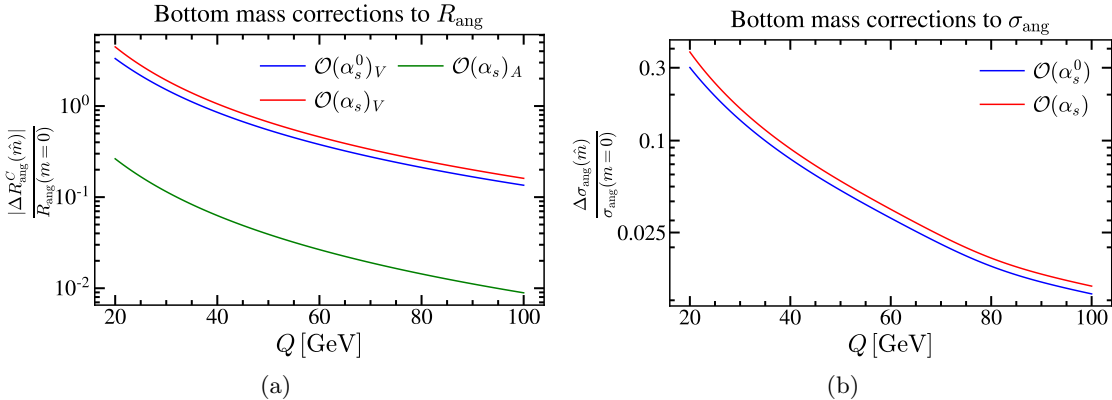 Bottom mass corrections to R_ang
|ΔR^C_ang(m̂)|
R_ang(m = 0)
10^0
10^−1
10^−2
O(α_s^0)_V
O(α_s)_A
O(α_s)_V
20 40 60 80 100
Q [GeV]
(a)
Bottom mass corrections to σ_ang
Δσ_ang(m̂)
σ_ang(m = 0)
0.3
0.1
0.025
O(α_s^0)
O(α_s)
20 40 60 80 100
Q [GeV]
(b)